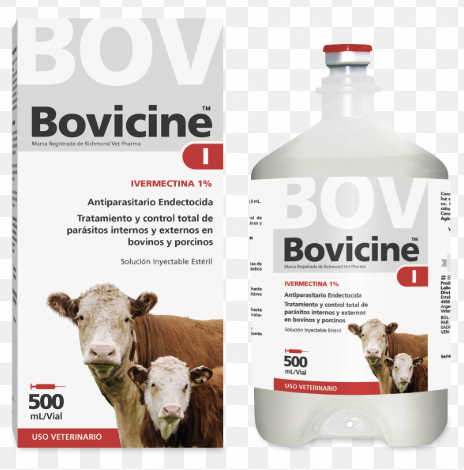 BOV
Bovicine™
Marca Registrada de Richmond Vet Pharma
I
IVERMECTINA 1%
Antiparasitario Endectocida
Tratamiento y control total de
parásitos internos y externos en
bovinos y porcinos
Solución Inyectable Estéril
500
mL/Vial
USO VETERINARIO
BOV
Bovicine™
Marca Registrada de Richmond Vet Pharma
I
IVERMECTINA 1%
Antiparasitario Endectocida
Tratamiento y control total de
parásitos internos y externos
en bovinos y porcinos
Solución Inyectable Estéril
500
mL/Vial
USO VETERINARIO